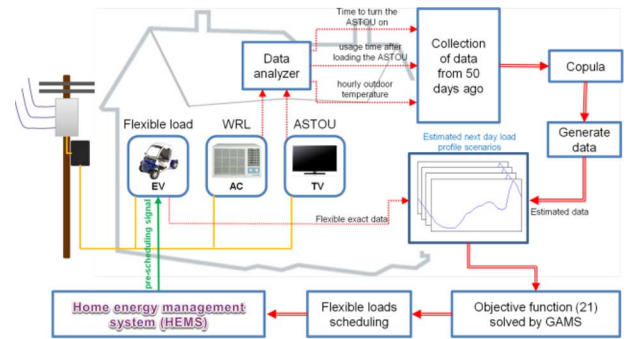 Time to turn the
ASTOU on
usage time after
loading the ASTOU
hourly outdoor
temperature
Data
analyzer
Collection
of data
from 50
days ago
Copula
Generate
data
Flexible load
WRL
ASTOU
EV
AC
TV
Estimated next day load
profile scenarios
Flexible exact data
Estimated data
pre-scheduling signal
Home energy management
system (HEMS)
Flexible loads
scheduling
Objective function (21)
solved by GAMS